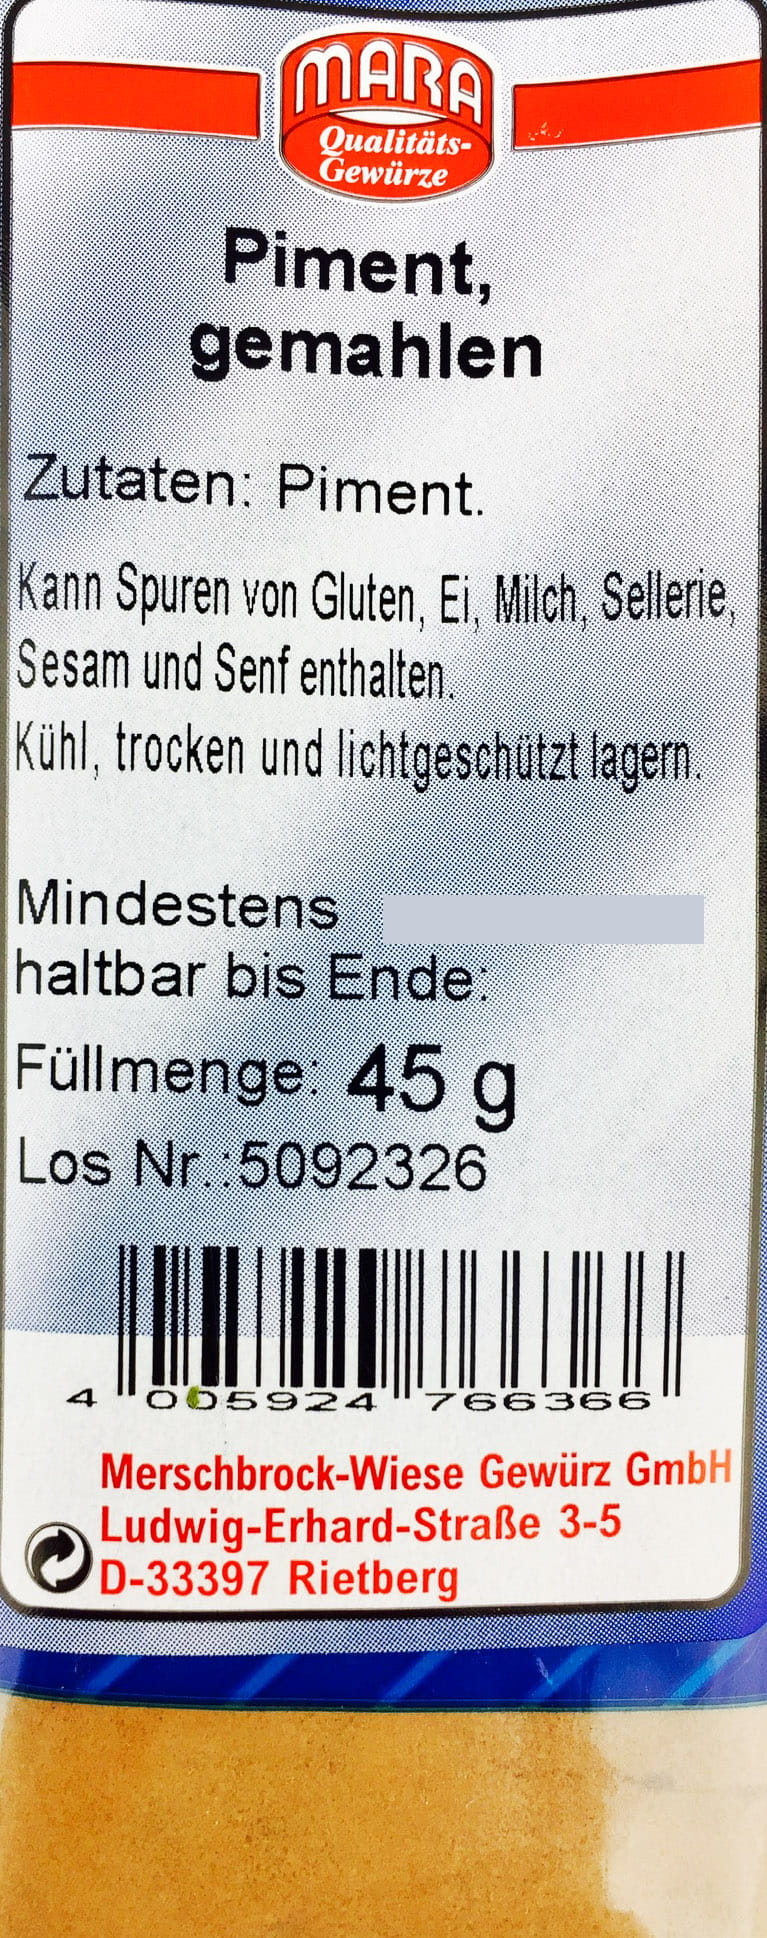 MARA
Qualitäts-
Gewürze
Piment,
gemahlen
Zutaten: Piment.
Kann Spuren von Gluten, Ei, Milch, Sellerie,
Sesam und Senf enthalten.
Kühl, trocken und lichtgeschützt lagern.
Mindestens
haltbar bis Ende:
Füllmenge: 45 g
Los Nr.:5092326
4 005924 766366
Merschbrock-Wiese Gewürz GmbH
Ludwig-Erhard-Straße 3-5
D-33397 Rietberg